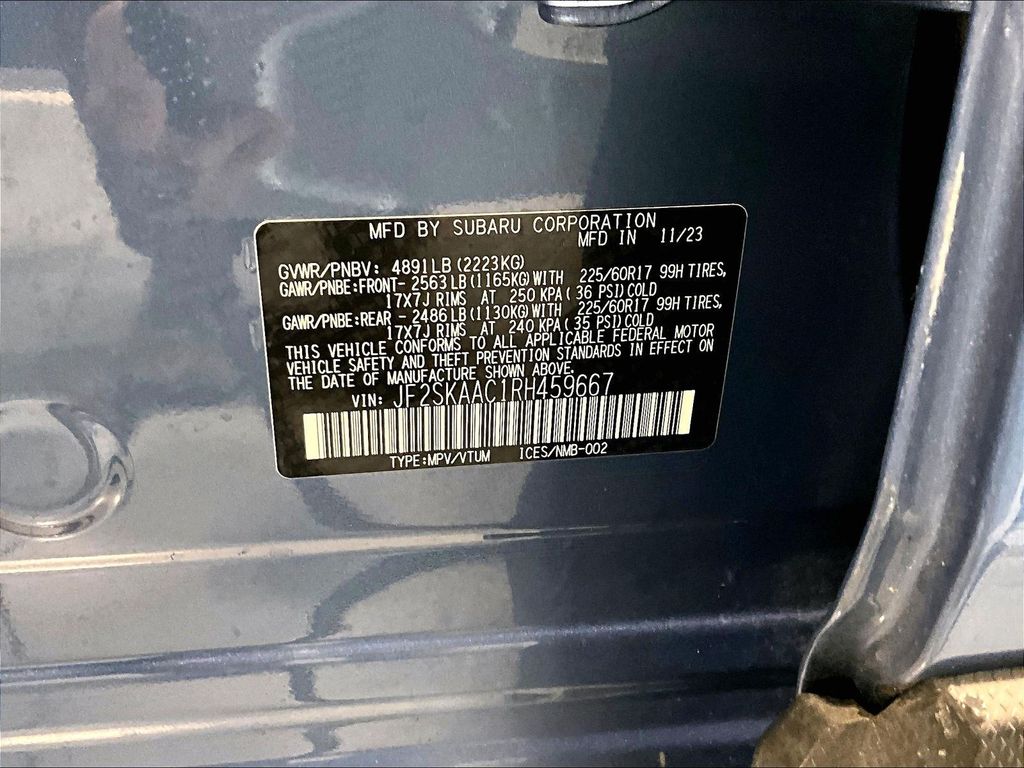 MFD BY SUBARU CORPORATION
MFD IN 11/23
GVWR/PNBV: 4891LB (2223KG)
GAWR/PNBE:FRONT- 2563 LB (1165KG) WITH 225/60R17 99H TIRES,
17X7J RIMS AT 250 KPA ( 36 PSI) COLD
GAWR/PNBE:REAR - 2486 LB (1130KG) WITH 225/60R17 99H TIRES,
17X7J RIMS AT 240 KPA ( 35 PSI) COLD
THIS VEHICLE CONFORMS TO ALL APPLICABLE FEDERAL MOTOR
VEHICLE SAFETY AND THEFT PREVENTION STANDARDS IN EFFECT ON
THE DATE OF MANUFACTURE SHOWN ABOVE.
VIN: JF2SKAAC1RH459667
TYPE:MPV/VTUM ICES/NMB-002